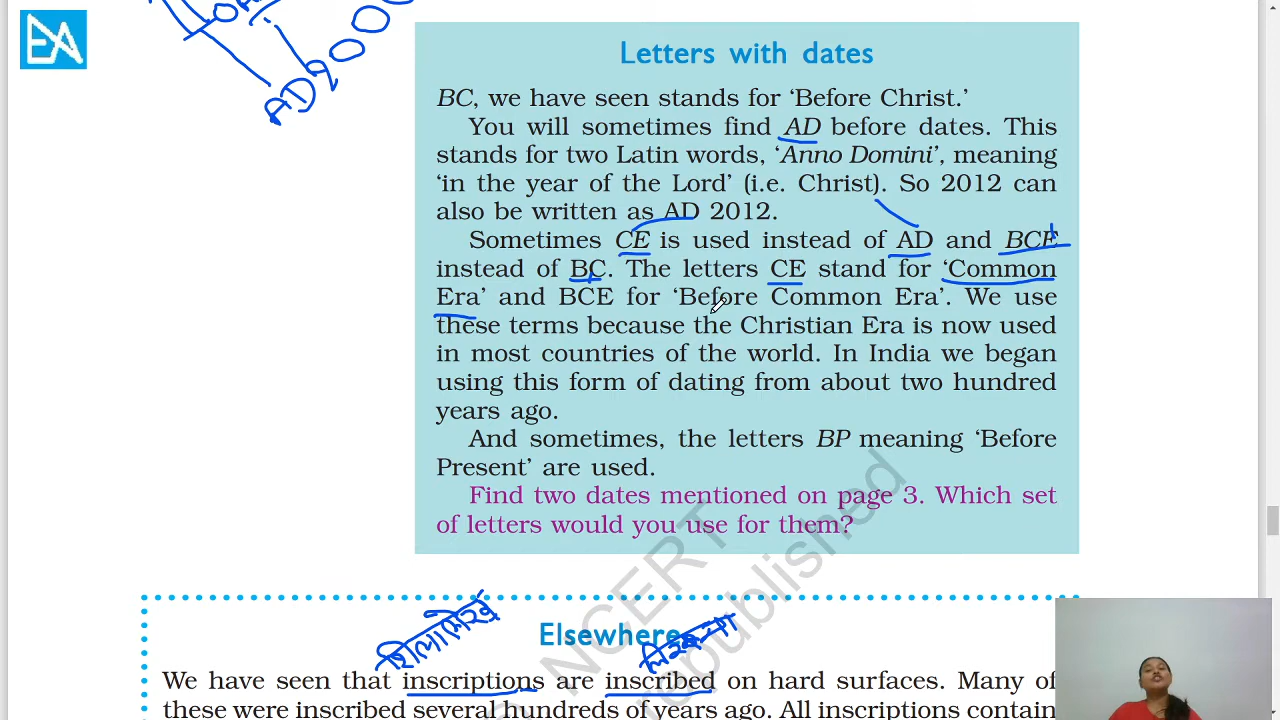 EA
AD2000
Letters with dates
BC, we have seen stands for ‘Before Christ.’
You will sometimes find AD before dates. This
stands for two Latin words, ‘Anno Domini’, meaning
‘in the year of the Lord’ (i.e. Christ). So 2012 can
also be written as AD 2012.
Sometimes CE is used instead of AD and BCE
instead of BC. The letters CE stand for ‘Common
Era’ and BCE for ‘Before Common Era’. We use
these terms because the Christian Era is now used
in most countries of the world. In India we began
using this form of dating from about two hundred
years ago.
And sometimes, the letters BP meaning ‘Before
Present’ are used.
Find two dates mentioned on page 3. Which set
of letters would you use for them?
NCERT
republished
Elsewhere
We have seen that inscriptions are inscribed on hard surfaces. Many of
these were inscribed several hundreds of years ago. All inscriptions contain